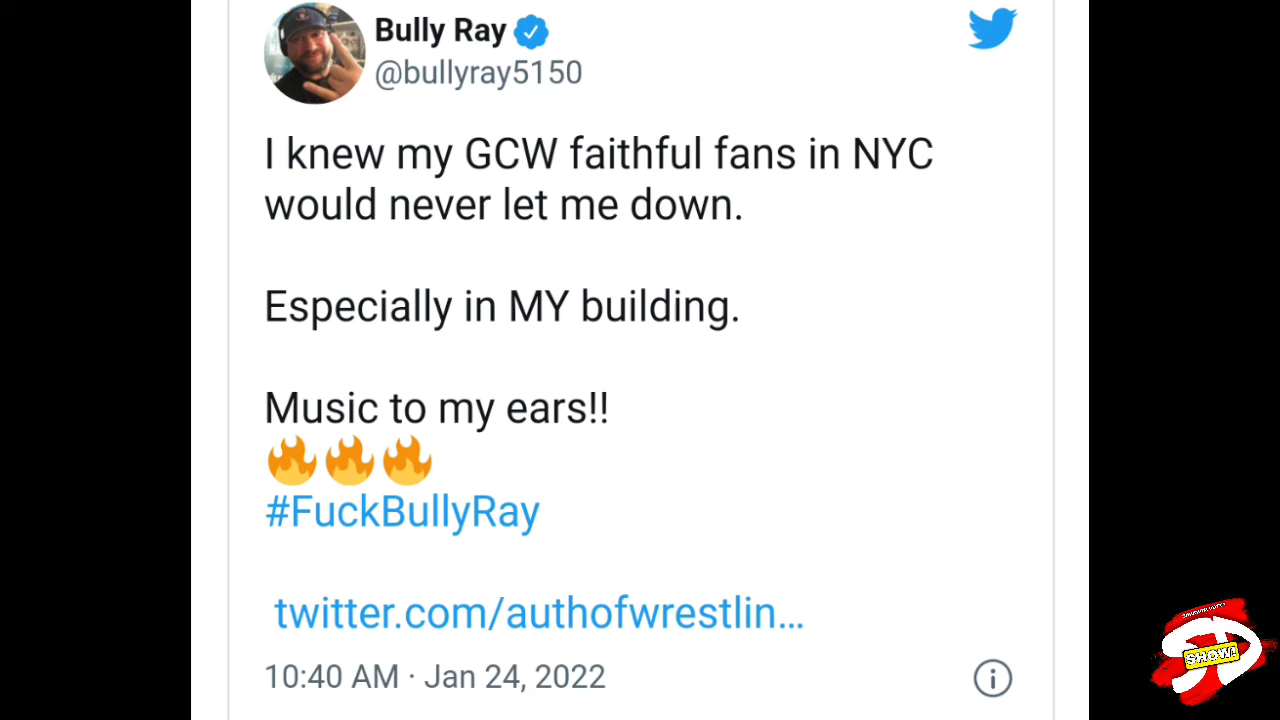 Bully Ray
@bullyray5150
I knew my GCW faithful fans in NYC
would never let me down.
Especially in MY building.
Music to my ears!!
🔥🔥🔥
#FuckBullyRay
twitter.com/authofwrestlin...
10:40 AM · Jan 24, 2022
SHOW!